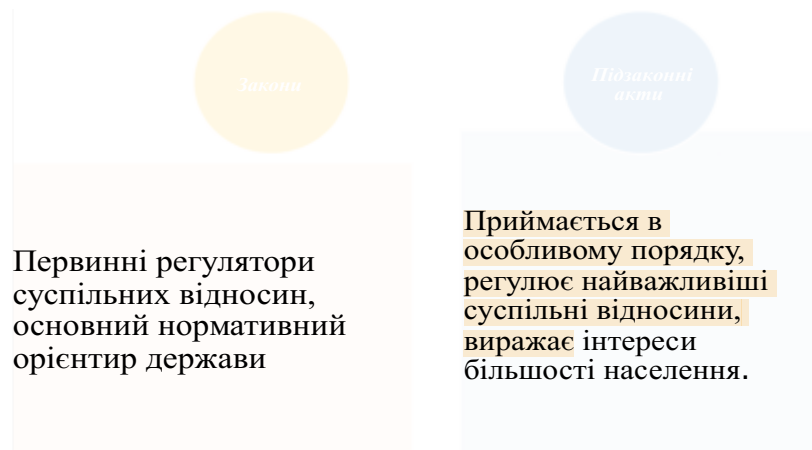 Закони
Підзаконні
акти
Первинні регулятори
суспільних відносин,
основний нормативний
орієнтир держави
Приймається в
особливому порядку,
регулює найважливіші
суспільні відносини,
виражає інтереси
більшості населення.